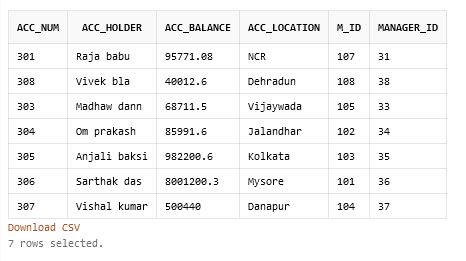 ACC_NUM ACC_HOLDER ACC_BALANCE ACC_LOCATION M_ID MANAGER_ID
301 Raja babu 95771.08 NCR 107 31
308 Vivek bla 40012.6 Dehradun 108 38
303 Madhaw dann 68711.5 Vijaywada 105 33
304 Om prakash 85991.6 Jalandhar 102 34
305 Anjali baksi 982200.6 Kolkata 103 35
306 Sarthak das 8001200.3 Mysore 101 36
307 Vishal kumar 500440 Danapur 104 37
Download CSV
7 rows selected.